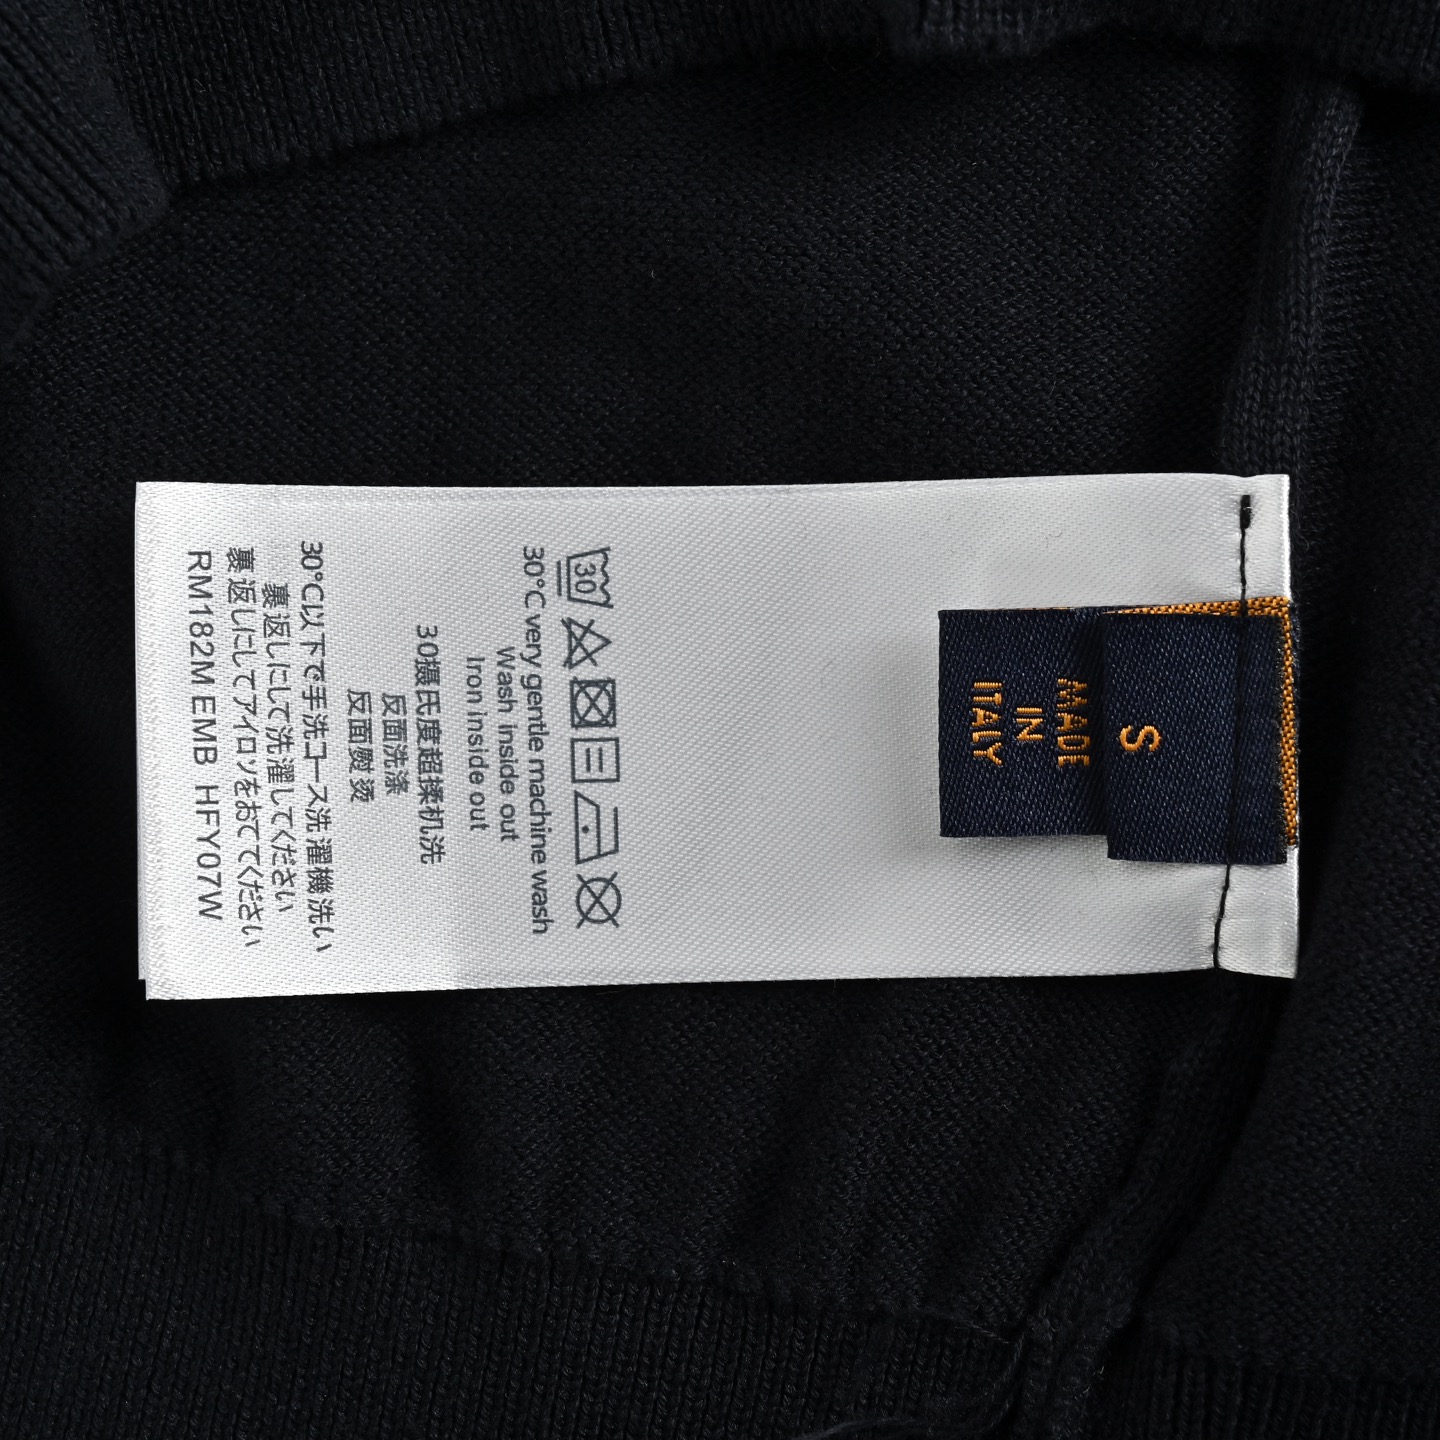 S
MADE
IN
ITALY
30
30°C very gentle machine wash
Wash inside out
Iron inside out
30摄氏度超揉机洗
反面洗涤
反面熨烫
30°C以下で手洗コース洗濯機洗い
裏返しにして洗濯してください
裏返しにしてアイロンをおてください
RM182M EMB HFY07W